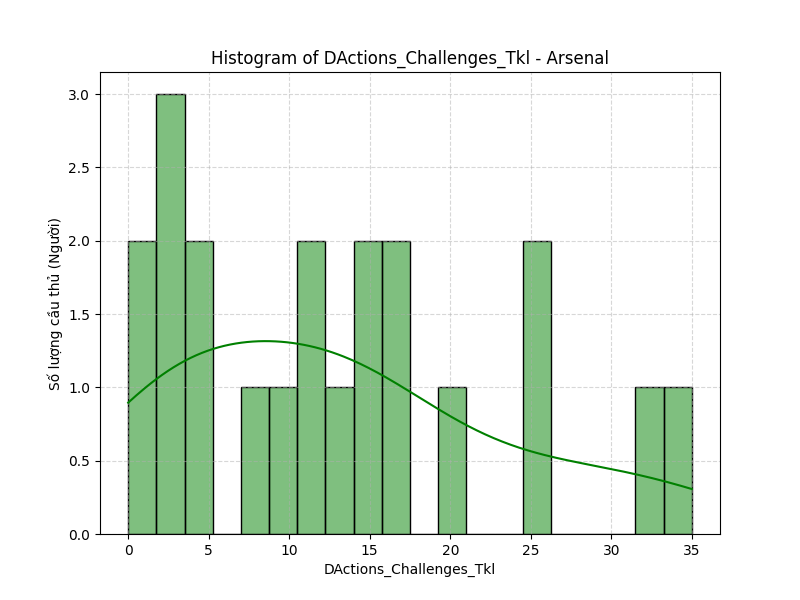 Histogram of DActions_Challenges_Tkl - Arsenal
3.0
2.5
2.0
1.5
1.0
0.5
0.0
Số lượng cầu thủ (Người)
0 5 10 15 20 25 30 35
DActions_Challenges_Tkl